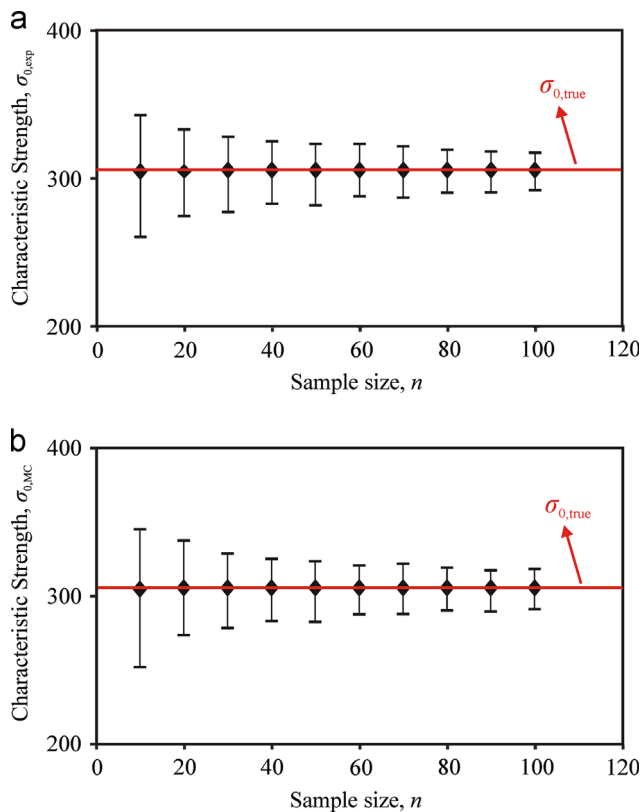 a
400
300
200
0
20
40
60
80
100
120
Characteristic Strength, σ0,exp
Sample size, n
σ0,true
b
400
300
200
0
20
40
60
80
100
120
Characteristic Strength, σ0,MC
Sample size, n
σ0,true